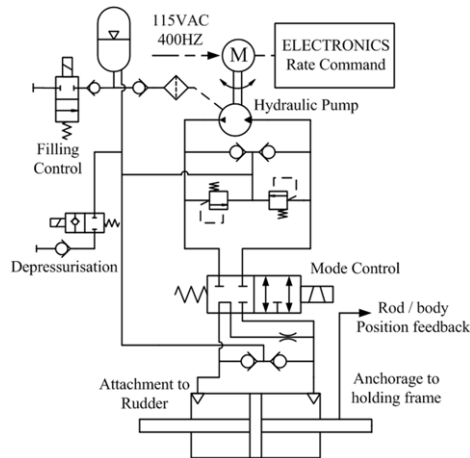 115VAC
400HZ
M
ELECTRONICS
Rate Command
Hydraulic Pump
Filling
Control
Depressurisation
Mode Control
Rod / body
Position feedback
Attachment to
Rudder
Anchorage to
holding frame